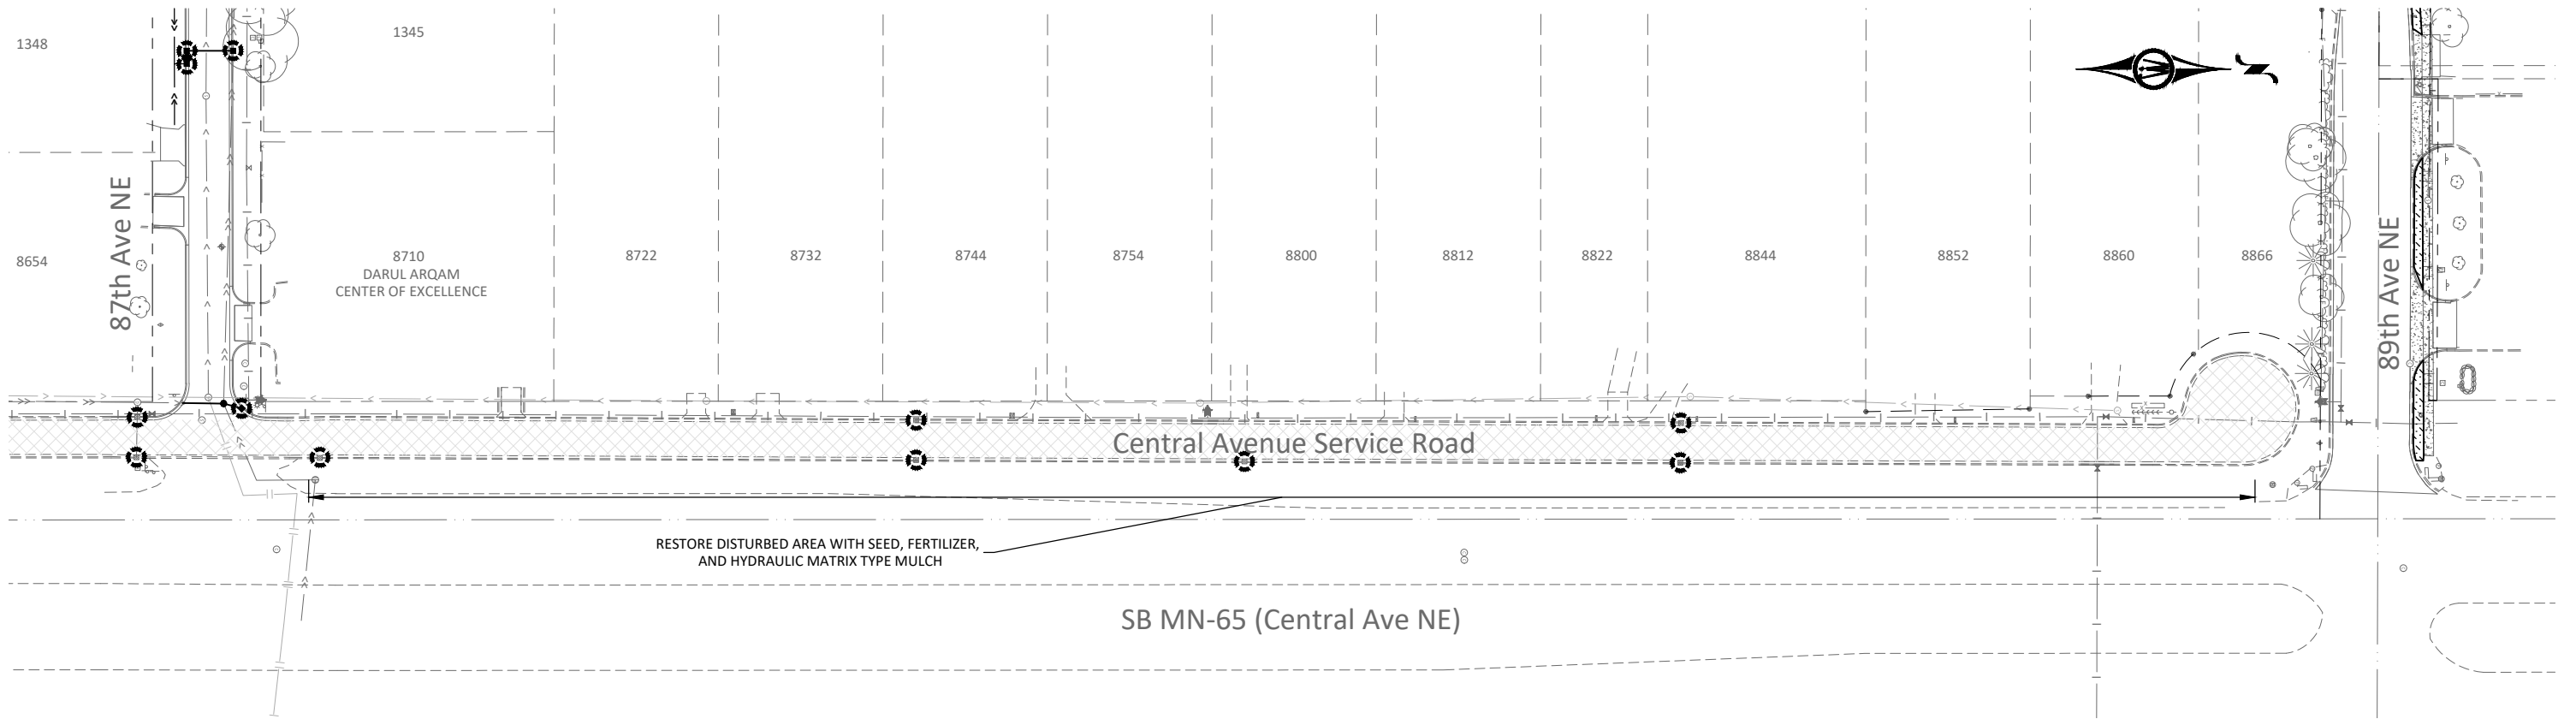 1348
1345
87th Ave NE
8654
8710
DARUL ARQAM
CENTER OF EXCELLENCE
8722
8732
8744
8754
8800
8812
8822
8844
8852
8860
8866
89th Ave NE
Central Avenue Service Road
RESTORE DISTURBED AREA WITH SEED, FERTILIZER,
AND HYDRAULIC MATRIX TYPE MULCH
SB MN-65 (Central Ave NE)